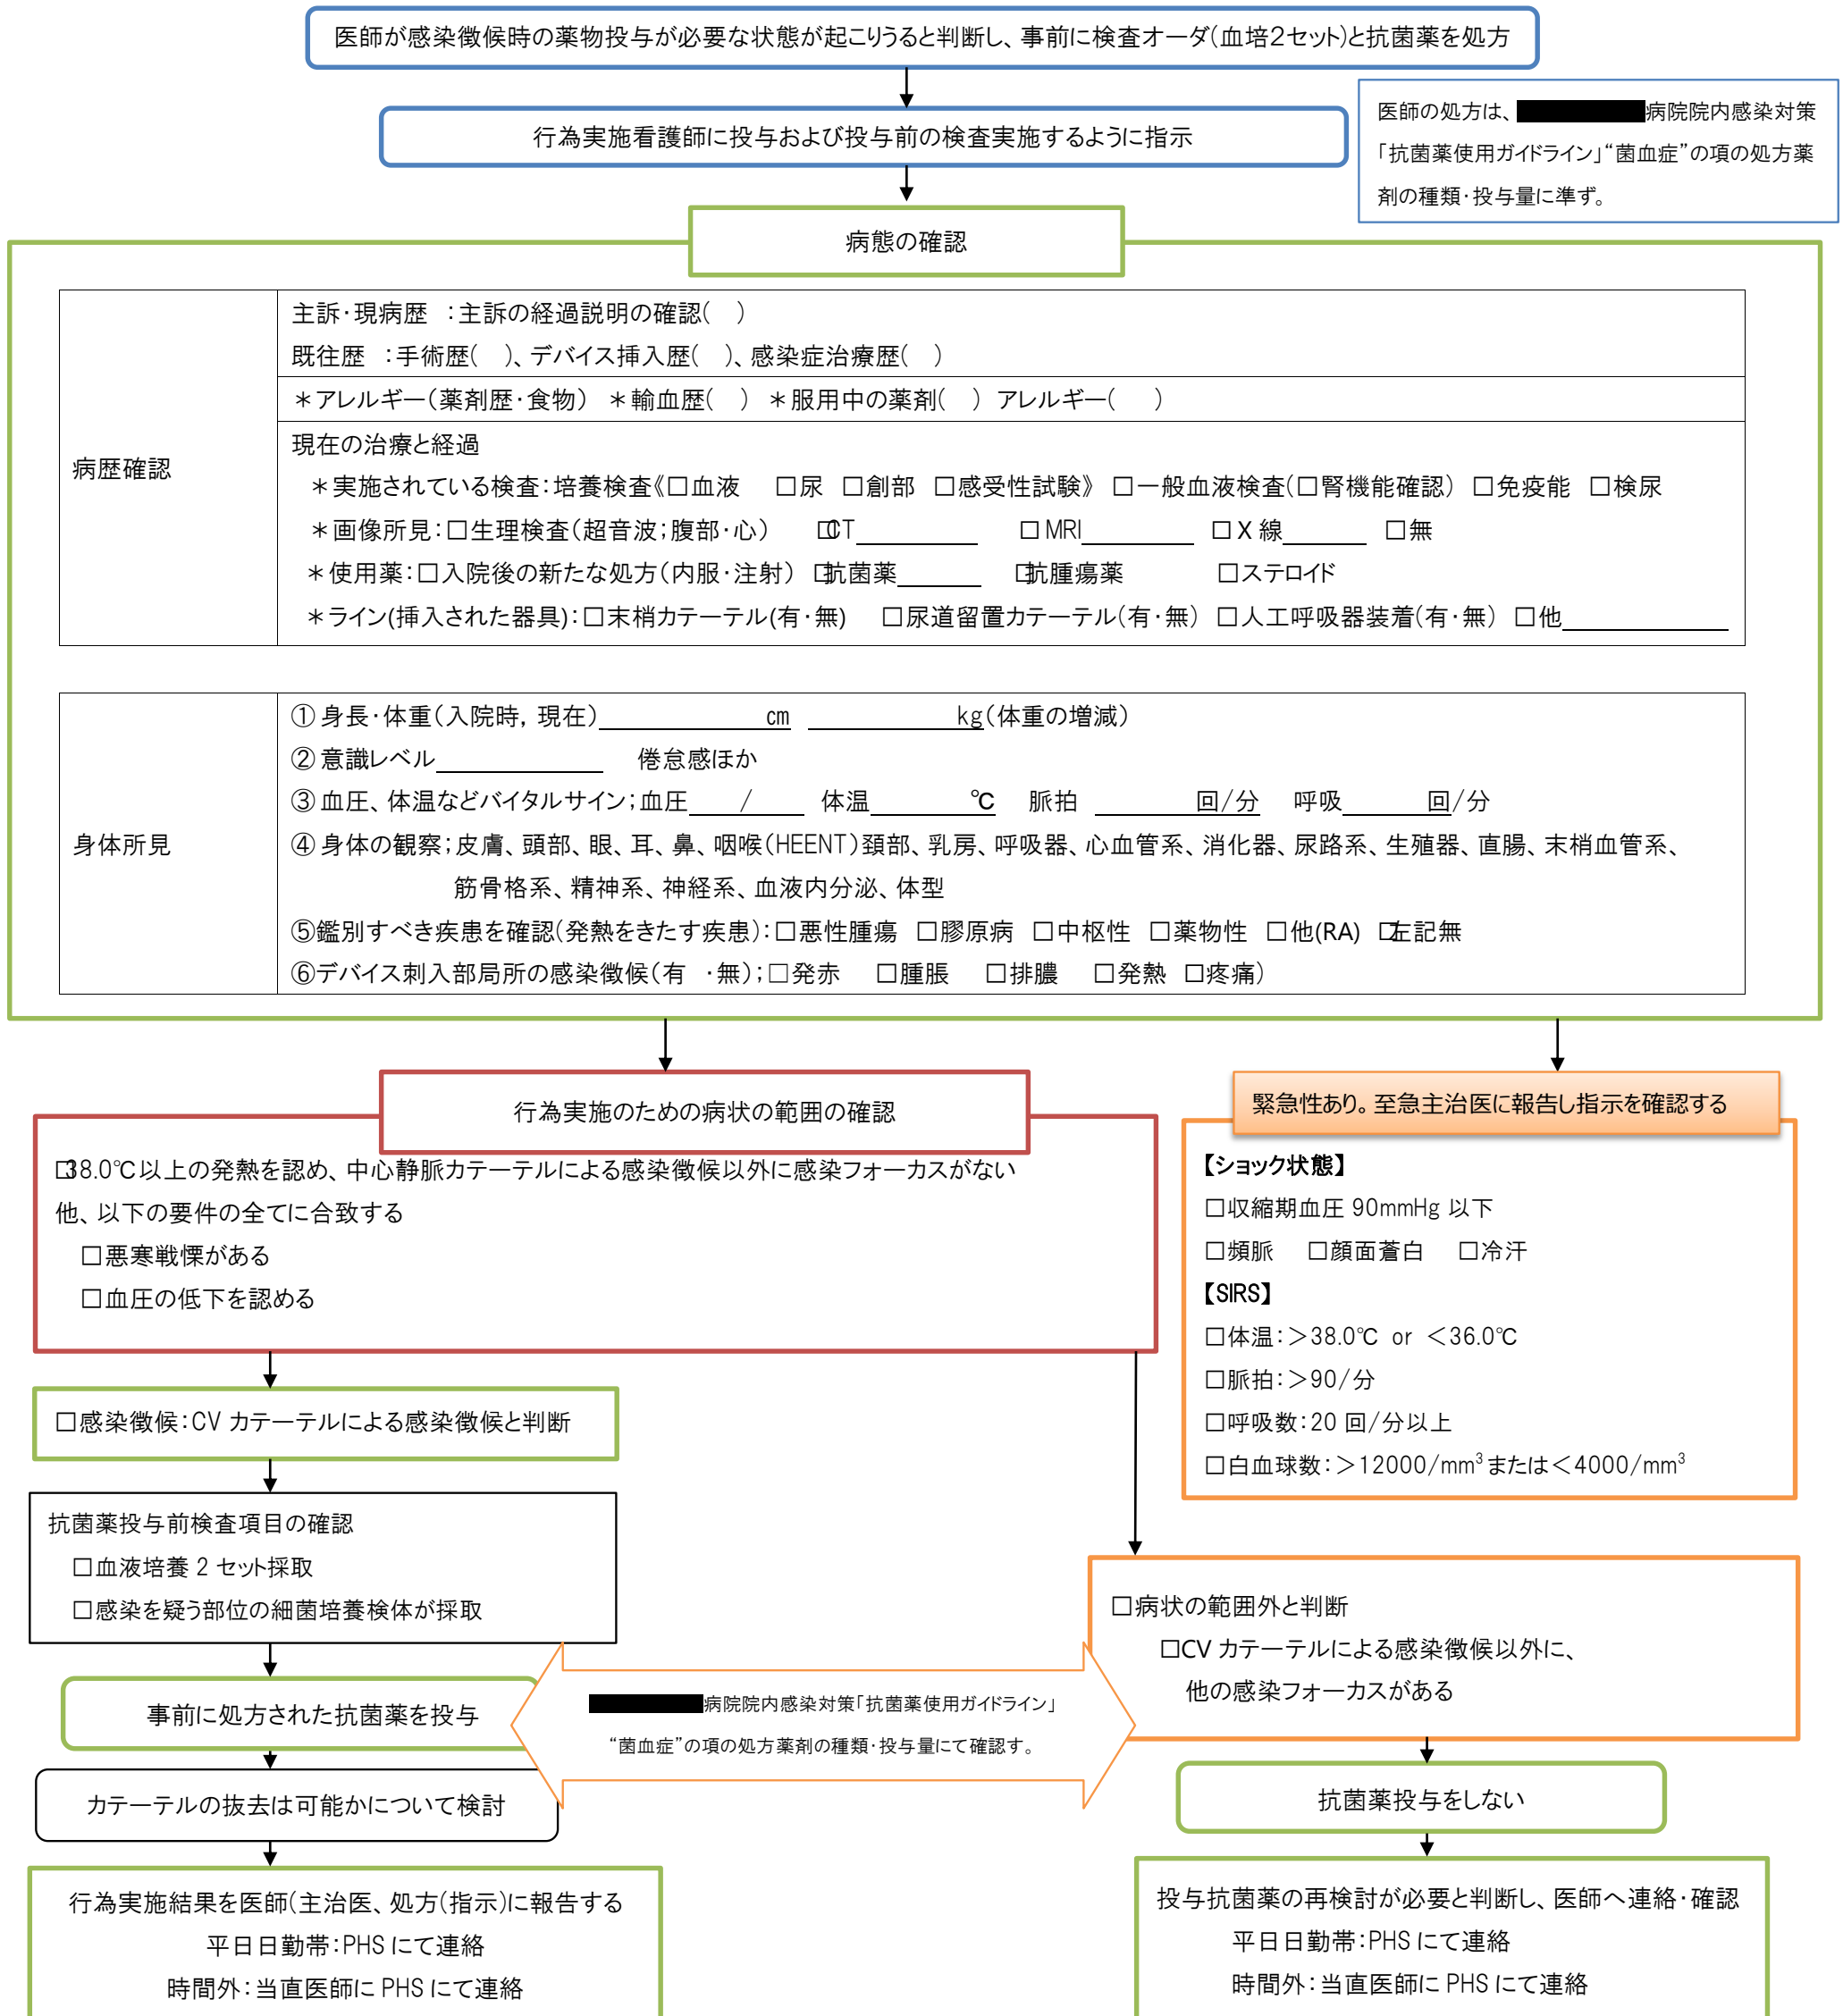 医師が感染徴候時の薬物投与が必要な状態が起こりうると判断し、事前に検査オーダ(血培2セット)と抗菌薬を処方
行為実施看護師に投与および投与前の検査実施するように指示
医師の処方は、病院院内感染対策
「抗菌薬使用ガイドライン」“菌血症”の項の処方薬
剤の種類・投与量に準ず。
病態の確認
病歴確認
主訴・現病歴 :主訴の経過説明の確認( )
既往歴 :手術歴( )、デバイス挿入歴( )、感染症治療歴( )
＊アレルギー(薬剤歴・食物) ＊輸血歴( ) ＊服用中の薬剤( ) アレルギー( )
現在の治療と経過
＊実施されている検査:培養検査《□血液 □尿 □創部 □感受性試験》 □一般血液検査(□腎機能確認) □免疫能 □検尿
＊画像所見:□生理検査(超音波;腹部・心) □CT＿＿＿ □MRI＿＿＿ □X 線＿＿＿ □無
＊使用薬:□入院後の新たな処方(内服・注射) □抗菌薬＿＿＿ □抗腫瘍薬 □ステロイド
＊ライン(挿入された器具):□末梢カテーテル(有・無) □尿道留置カテーテル(有・無) □人工呼吸器装着(有・無) □他＿＿＿
身体所見
① 身長・体重(入院時, 現在)＿＿＿cm ＿＿＿kg(体重の増減)
② 意識レベル＿＿＿ 倦怠感ほか
③ 血圧、体温などバイタルサイン;血圧＿/＿ 体温＿＿℃ 脈拍 ＿＿回/分 呼吸＿＿回/分
④ 身体の観察;皮膚、頭部、眼、耳、鼻、咽喉(HEENT)頚部、乳房、呼吸器、心血管系、消化器、尿路系、生殖器、直腸、末梢血管系、
筋骨格系、精神系、神経系、血液内分泌、体型
⑤鑑別すべき疾患を確認(発熱をきたす疾患):□悪性腫瘍 □膠原病 □中枢性 □薬物性 □他(RA) □左記無
⑥デバイス刺入部局所の感染徴候(有 ・無);□発赤 □腫脹 □排膿 □発熱 □疼痛)
行為実施のための病状の範囲の確認
□38.0℃以上の発熱を認め、中心静脈カテーテルによる感染徴候以外に感染フォーカスがない
他、以下の要件の全てに合致する
□悪寒戦慄がある
□血圧の低下を認める
緊急性あり。至急主治医に報告し指示を確認する
【ショック状態】
□収縮期血圧 90mmHg 以下
□頻脈 □顔面蒼白 □冷汗
【SIRS】
□体温:＞38.0℃ or ＜36.0℃
□脈拍:＞90/分
□呼吸数:20 回/分以上
□白血球数:＞12000/mm³または＜4000/mm³
□感染徴候:CV カテーテルによる感染徴候と判断
抗菌薬投与前検査項目の確認
□血液培養 2 セット採取
□感染を疑う部位の細菌培養検体が採取
□病状の範囲外と判断
□CV カテーテルによる感染徴候以外に、
他の感染フォーカスがある
事前に処方された抗菌薬を投与
病院院内感染対策「抗菌薬使用ガイドライン」
“菌血症”の項の処方薬剤の種類・投与量にて確認す。
カテーテルの抜去は可能かについて検討
抗菌薬投与をしない
行為実施結果を医師(主治医、処方(指示)に報告する
平日日勤帯:PHS にて連絡
時間外:当直医師に PHS にて連絡
投与抗菌薬の再検討が必要と判断し、医師へ連絡・確認
平日日勤帯:PHS にて連絡
時間外:当直医師に PHS にて連絡